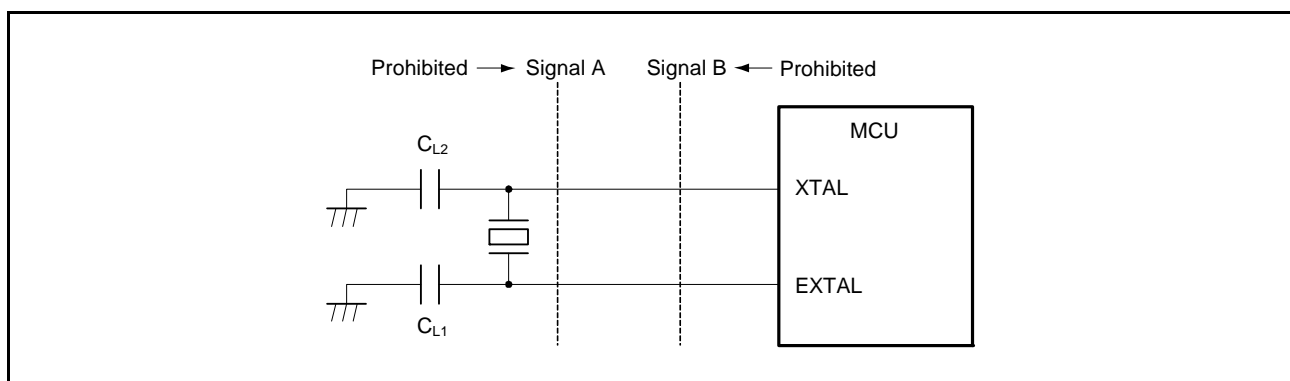 Prohibited Signal A Signal B Prohibited
MCU
CL2
XTAL
EXTAL
CL1